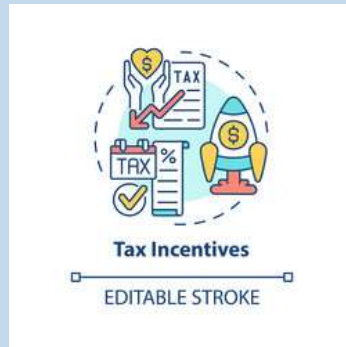 $
TAX
$
TAX
%
Tax Incentives
EDITABLE STROKE